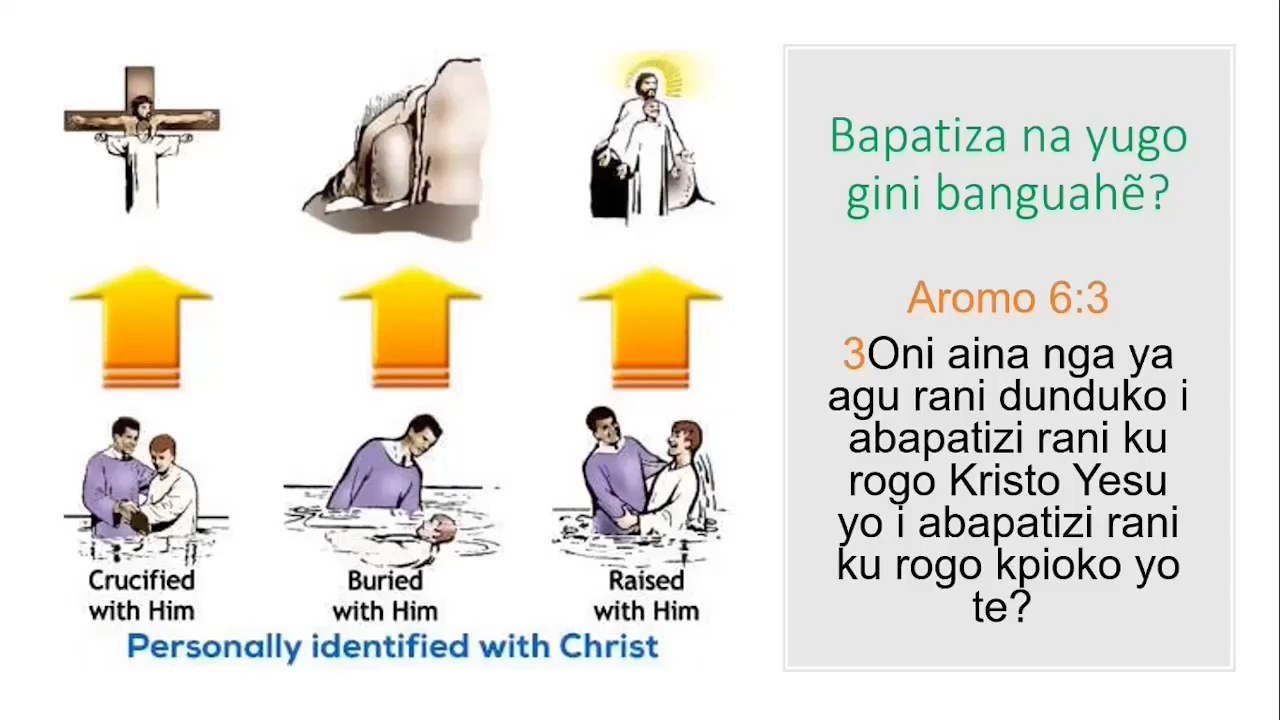 Crucified
with Him
Buried
with Him
Raised
with Him
Personally identified with Christ
Bapatiza na yugo
gini banguahẽ?
Aromo 6:3
3Oni aina nga ya
agu rani dunduko i
abapatizi rani ku
rogo Kristo Yesu
yo i abapatizi rani
ku rogo kpioko yo
te?